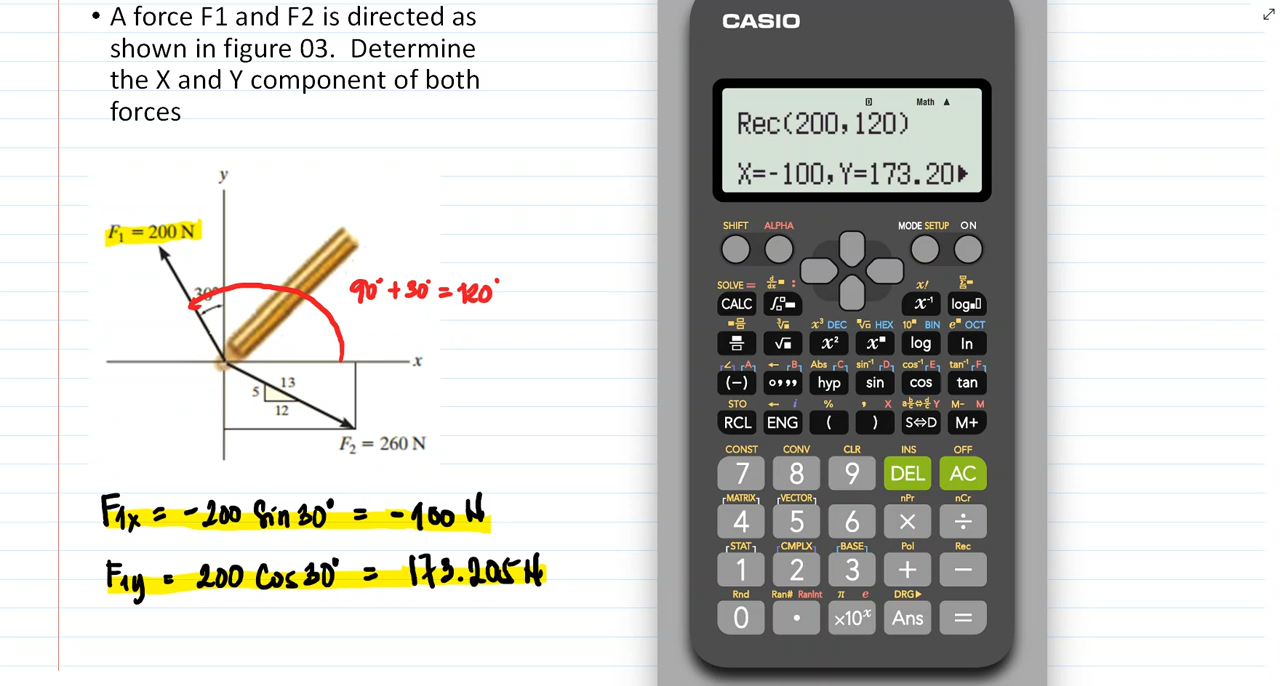 • A force F1 and F2 is directed as
shown in figure 03. Determine
the X and Y component of both
forces
y
F₁ = 200 N
30°
90° + 30° = 120°
x
5
13
12
F₂ = 260 N
F1x = -200 Sin 30° = -100 N
F1y = 200 Cos 30° = 173.205 N
CASIO
D Math ▲
Rec(200,120)
X=-100,Y=173.20▶
SHIFT ALPHA MODE SETUP ON
SOLVE = d/dx : x!
CALC x⁻¹ log
x³ DEC HEX 10 BIN e OCT
√ x² x log ln
∠ A ← B Abs C sin⁻¹ D cos⁻¹ E tan⁻¹ F
(−) hyp sin cos tan
STO ← i % , X Y M− M
RCL ENG ( ) S⇔D M+
CONST CONV CLR INS OFF
7 8 9 DEL AC
MATRIX VECTOR nPr nCr
4 5 6 × ÷
STAT CMPLX BASE Pol Rec
1 2 3 + −
Rnd Ran# RanInt π e DRG▶
0 • ×10ˣ Ans =